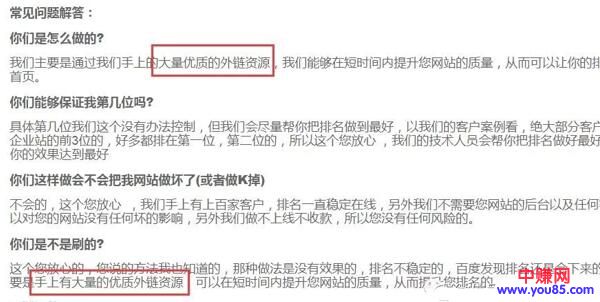 常见问题解答：
你们是怎么做的?
我们主要是通过我们手上的大量优质的外链资源，我们能够在短时间内提升您网站的质量，从而可以让你的排
首页。
你们能够保证我第几位吗?
具体第几位我们这个没有办法控制，但我们会尽量帮你把排名做到最好，以我们的客户案例看，绝大部分客户
企业站的前3位的，好多都排在第一位，第二位的，所以这个您放心 ，我们的技术人员会帮你把排名做好最好
你的效果达到最好
你们这样做会不会把我网站做坏了(或者做K掉)
不会的，这个您放心 ，我们手上有上百家客户，排名一直稳定在线，另外我们不需要您网站的后台以及任何
以对您的网站没有任何坏的影响，另外我们做不上线不收款，所以您没有任何风险的。
你们是不是刷的?
这个您放心的，您说的方法我也知道的，那种做法是没有效果的，排名不稳定的，百度发现排名还是会下来的
要是手上有大量的优质外链资源 可以在短时间内提升您网站的质量，从而提您排名的
中赚网
www.you85.com